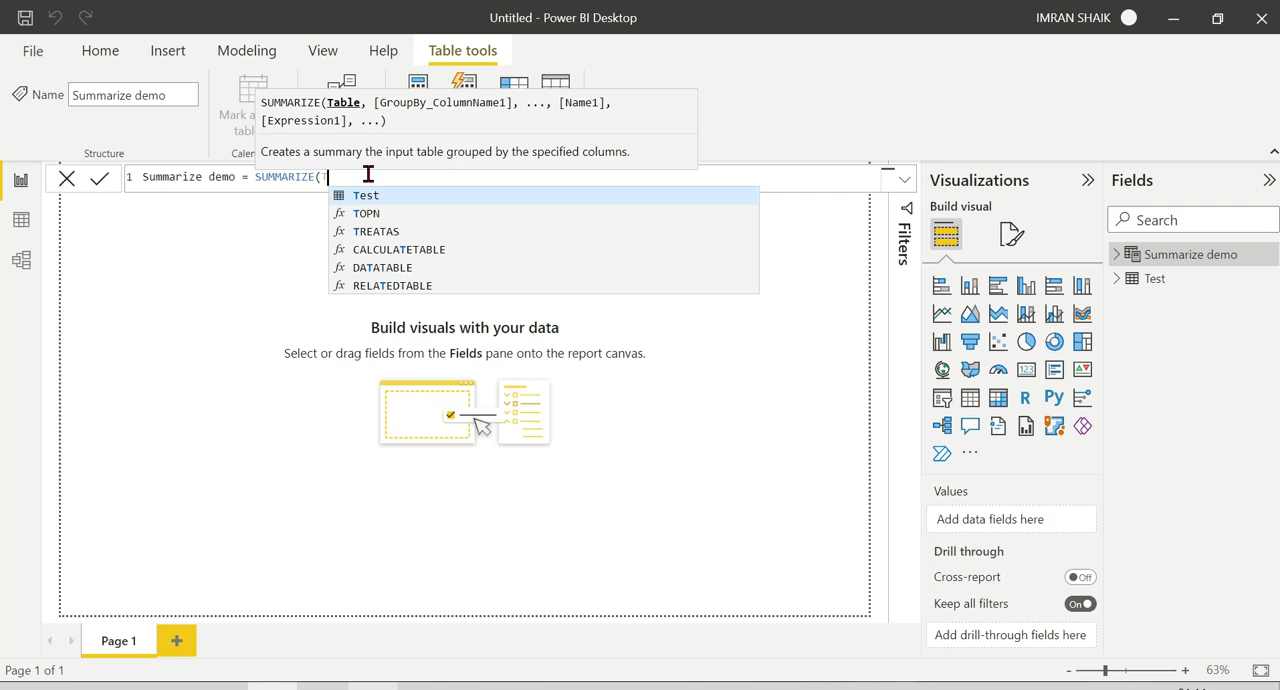 Untitled - Power BI Desktop
IMRAN SHAIK
File
Home
Insert
Modeling
View
Help
Table tools
Name
Summarize demo
Mark a
tabl
Structure
Caler
SUMMARIZE(Table, [GroupBy_ColumnName1], ..., [Name1],
[Expression1], ...)
Creates a summary the input table grouped by the specified columns.
1 Summarize demo = SUMMARIZE(T
Test
TOPN
TREATAS
CALCULATETABLE
DATATABLE
RELATEDTABLE
Build visuals with your data
Select or drag fields from the Fields pane onto the report canvas.
Filters
Visualizations
Build visual
123
R
Py
Values
Add data fields here
Drill through
Cross-report
Off
Keep all filters
On
Add drill-through fields here
Fields
Search
Summarize demo
Test
Page 1
Page 1 of 1
63%